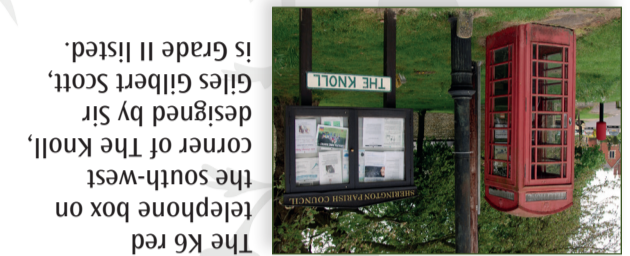 The K6 red
telephone box on
the south-west
corner of The Knoll,
designed by Sir
Giles Gilbert Scott,
is Grade II listed.
SHERINGTON PARISH COUNCIL
THE KNOLL